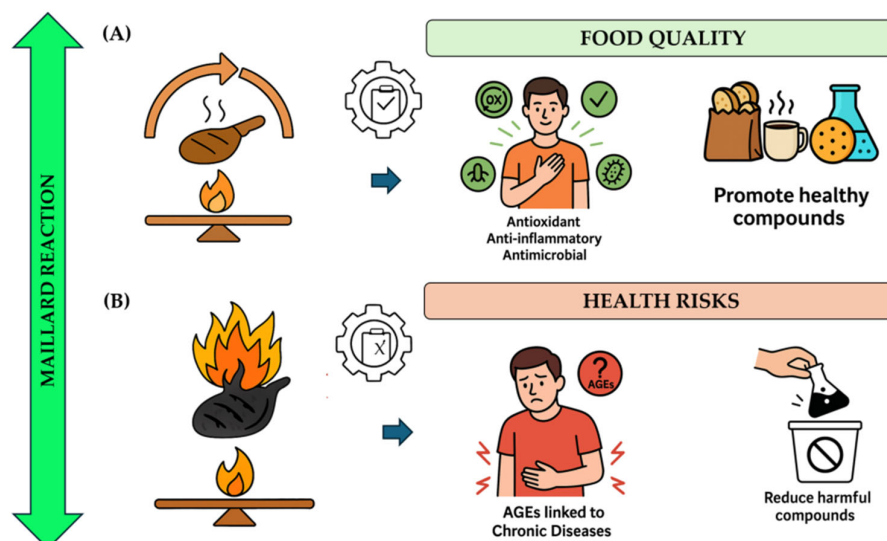 MAILLARD REACTION
(A)
FOOD QUALITY
OX
Antioxidant
Anti-inflammatory
Antimicrobial
Promote healthy
compounds
(B)
HEALTH RISKS
?
AGEs
AGEs linked to
Chronic Diseases
Reduce harmful
compounds